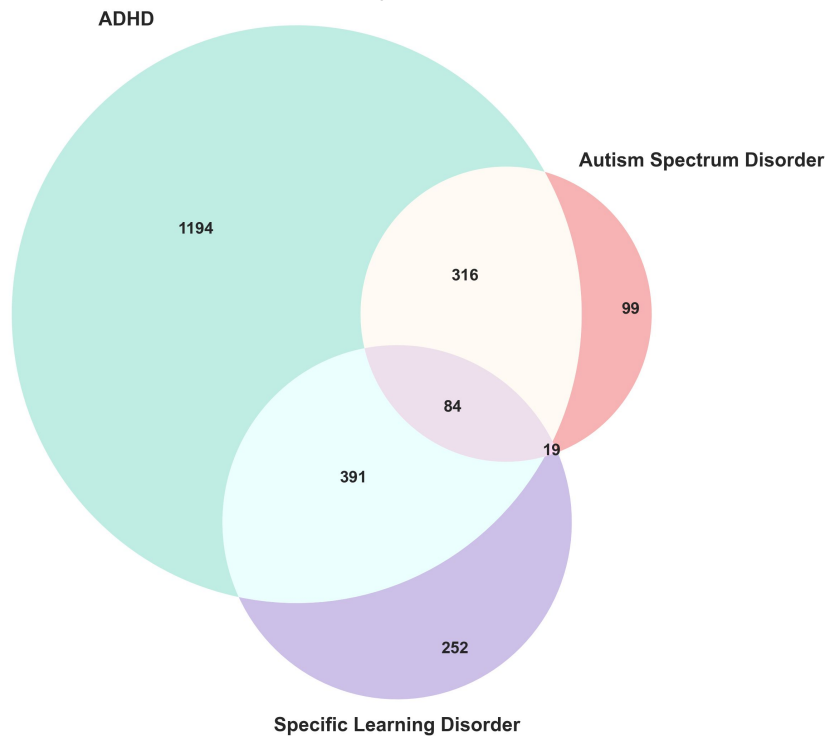 ADHD
Autism Spectrum Disorder
1194
316
99
84
19
391
252
Specific Learning Disorder